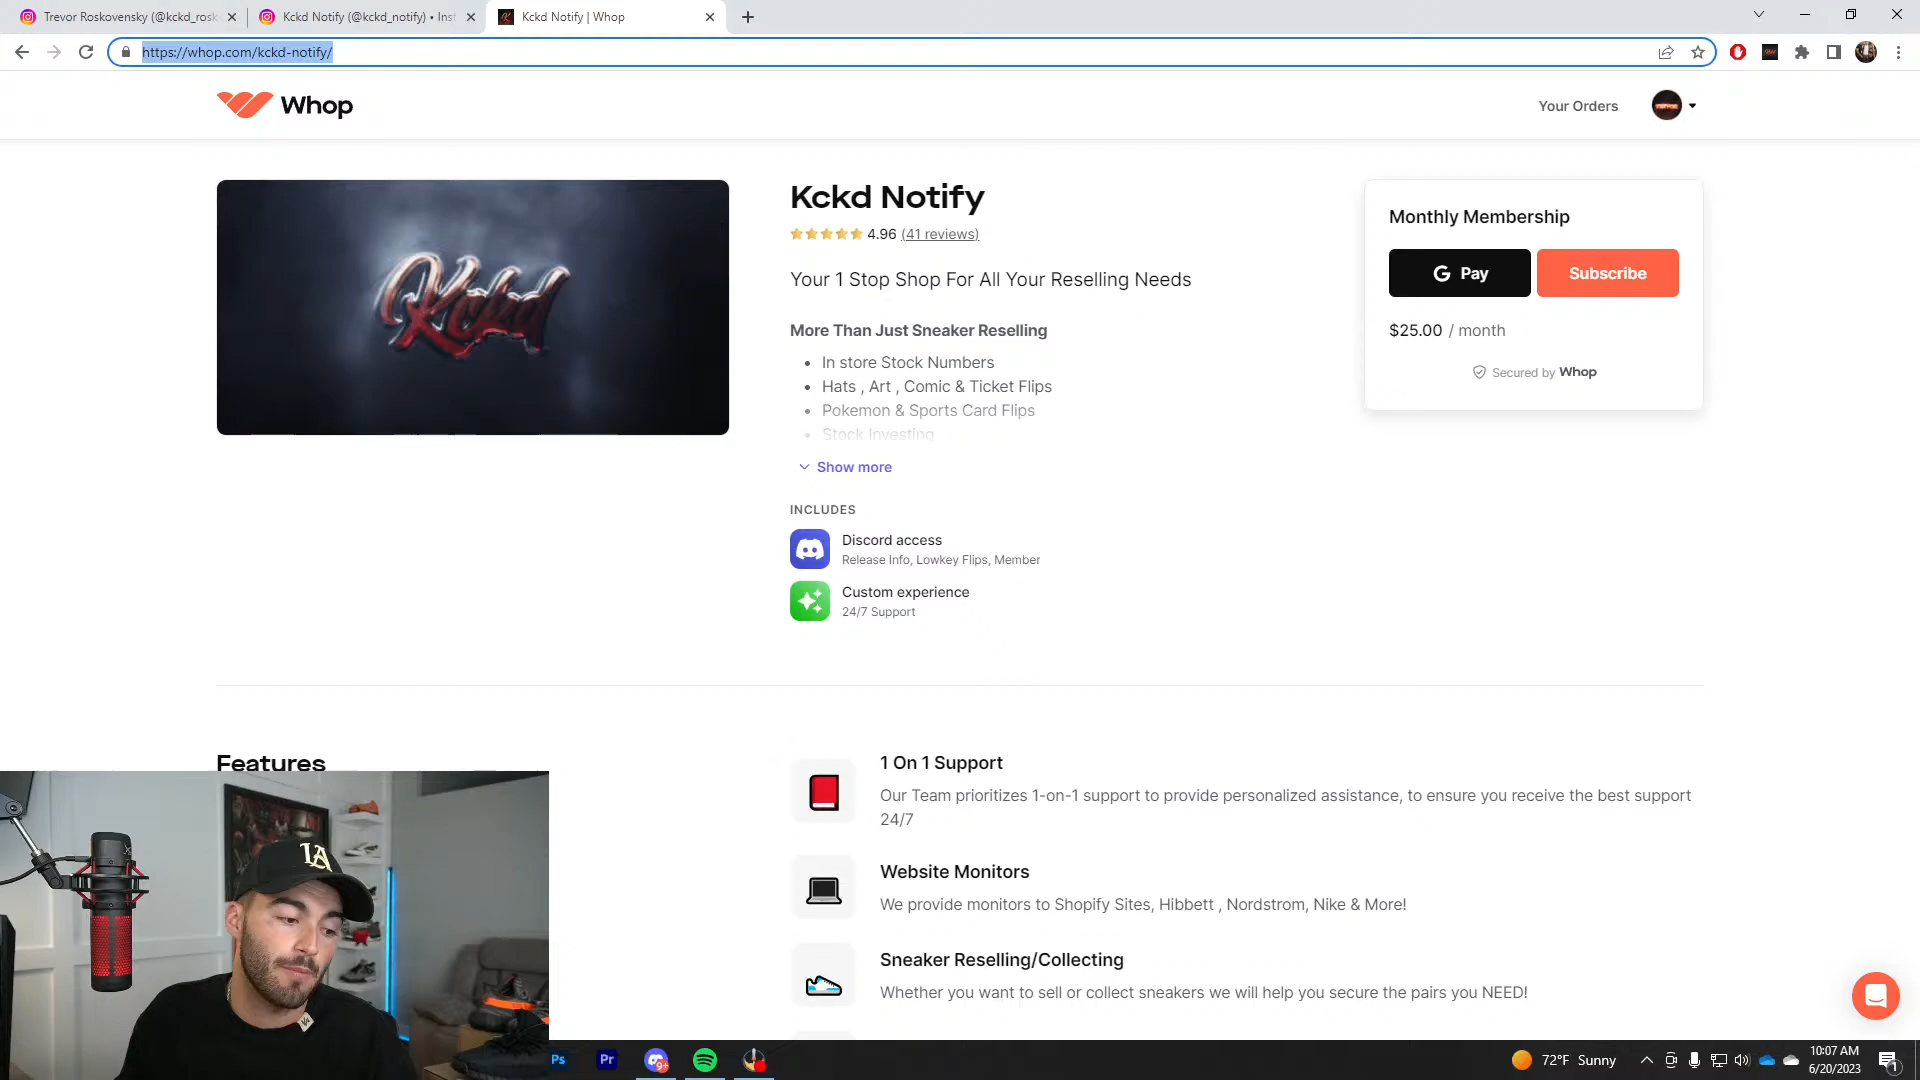 Trevor Roskovensky (@kckd_rosk
Kckd Notify (@kckd_notify) • Inst
Kckd Notify | Whop
https://whop.com/kckd-notify/
Whop
Your Orders
Kckd
Kckd Notify
4.96 (41 reviews)
Your 1 Stop Shop For All Your Reselling Needs
More Than Just Sneaker Reselling
• In store Stock Numbers
• Hats , Art , Comic & Ticket Flips
• Pokemon & Sports Card Flips
• Stock Investing
Show more
INCLUDES
Discord access
Release Info, Lowkey Flips, Member
Custom experience
24/7 Support
Monthly Membership
G Pay
Subscribe
$25.00 / month
Secured by Whop
Features
1 On 1 Support
Our Team prioritizes 1-on-1 support to provide personalized assistance, to ensure you receive the best support
24/7
Website Monitors
We provide monitors to Shopify Sites, Hibbett , Nordstrom, Nike & More!
Sneaker Reselling/Collecting
Whether you want to sell or collect sneakers we will help you secure the pairs you NEED!
LA
Ps
Pr
9+
72°F Sunny
10:07 AM
6/20/2023
1